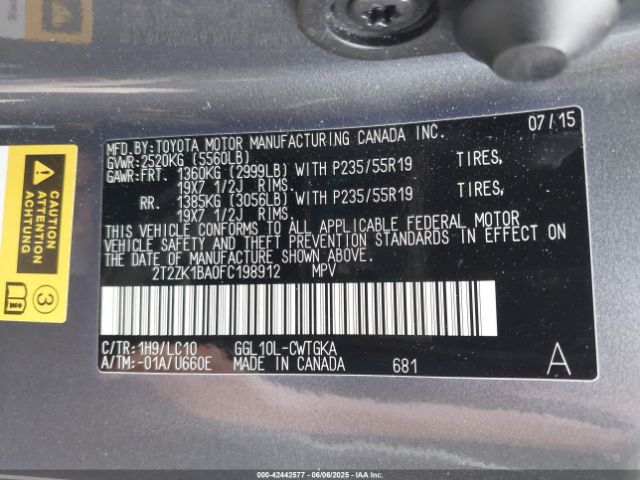 MFD.BY:TOYOTA MOTOR MANUFACTURING CANADA INC. 07/15
GVWR:2520KG (5560LB)
GAWR:FRT. 1360KG (2999LB) WITH P235/55R19 TIRES,
19X7 1/2J RIMS.
RR. 1385KG (3056LB) WITH P235/55R19 TIRES,
19X7 1/2J RIMS.
THIS VEHICLE CONFORMS TO ALL APPLICABLE FEDERAL MOTOR
VEHICLE SAFETY AND THEFT PREVENTION STANDARDS IN EFFECT ON
THE DATE OF MANUFACTURE SHOWN ABOVE.
2T2ZK1BA0FC198912 MPV
C/TR:1H9/LC10 GGL10L-CWTGKA
A/TM:-01A/U660E MADE IN CANADA 681 A
CAUTION
ATTENTION
ACHTUNG
3
00-42442577 - 06/06/2025 - IAAI.COM